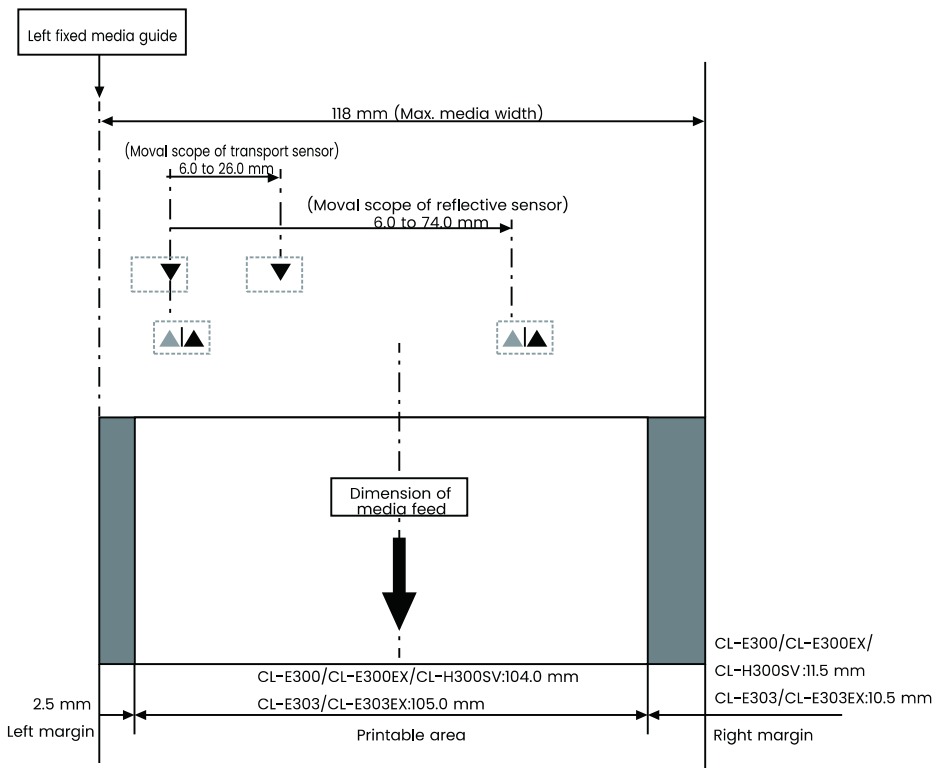 Left fixed media guide
118 mm (Max. media width)
(Moval scope of transport sensor)
6.0 to 26.0 mm
(Moval scope of reflective sensor)
6.0 to 74.0 mm
Dimension of
media feed
CL-E300/CL-E300EX/
CL-H300SV:11.5 mm
CL-E303/CL-E303EX:10.5 mm
CL-E300/CL-E300EX/CL-H300SV:104.0 mm
CL-E303/CL-E303EX:105.0 mm
2.5 mm
Left margin
Printable area
Right margin